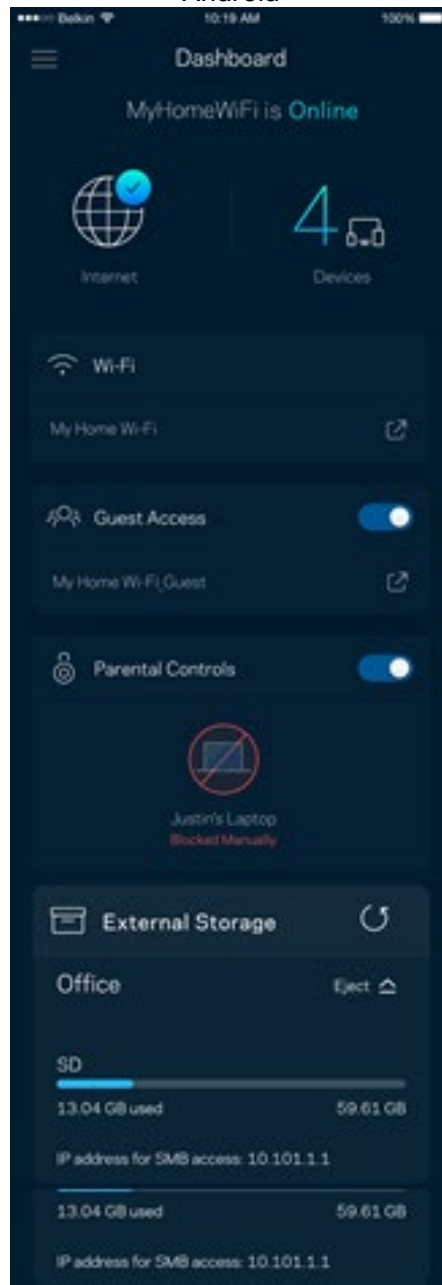 Android
Belkin 10:19 AM 100%
Dashboard
MyHomeWiFi is Online
4
Internet Devices
Wi-Fi
My Home Wi-Fi
Guest Access
My Home Wi-Fi_Guest
Parental Controls
Justin's Laptop
Blocked Manually
External Storage
Office Eject
SD
13.04 GB used 59.61 GB
IP address for SMB access: 10.101.1.1
13.04 GB used 59.61 GB
IP address for SMB access: 10.101.1.1